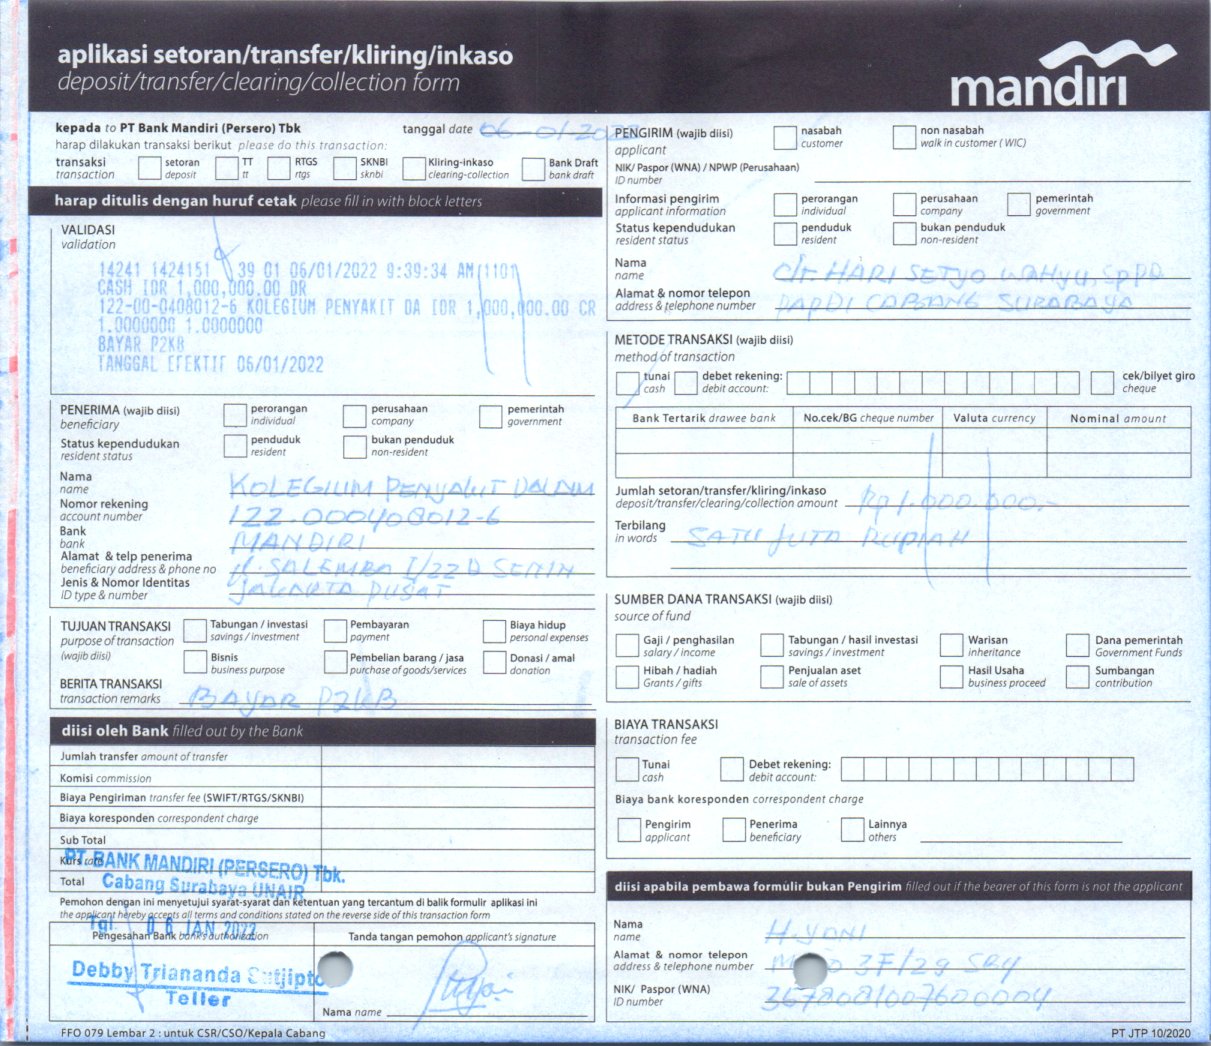 aplikasi setoran/transfer/kliring/inkaso
deposit/transfer/clearing/collection form
mandiri
kepada to PT Bank Mandiri (Persero) Tbk
tanggal date 06-01/2022
harap dilakukan transaksi berikut please do this transaction:
transaksi setoran TT RTGS SKNBI Kliring-inkaso Bank Draft
transaction deposit tt rtgs sknbi clearing-collection bank draft
harap ditulis dengan huruf cetak please fill in with block letters
VALIDASI
validation
14241 1424151 39 01 06/01/2022 9:39:34 AM 1101
CASH IDR 1,000,000.00 DR
122-00-0408012-6 KOLEGIUM PENYAKIT DA IDR 1,000,000.00 CR
1.0000000 1.0000000
BAYAR P2KB
TANGGAL EFEKTIF 06/01/2022
PENERIMA (wajib diisi) perorangan perusahaan pemerintah
beneficiary individual company government
Status kependudukan penduduk bukan penduduk
resident status resident non-resident
Nama
name KOLEGIUM PENYAKIT DALAM
Nomor rekening
account number 122.000408012-6
Bank
bank MANDIRI
Alamat & telp penerima
beneficiary address & phone no Jl. SALEMBA I/22 D SENEN
Jenis & Nomor Identitas JAKARTA PUSAT
ID type & number
TUJUAN TRANSAKSI Tabungan / investasi Pembayaran Biaya hidup
purpose of transaction savings / investment payment personal expenses
(wajib diisi) Bisnis Pembelian barang / jasa Donasi / amal
business purpose purchase of goods/services donation
BERITA TRANSAKSI
transaction remarks BAYAR P2KB
diisi oleh Bank filled out by the Bank
Jumlah transfer amount of transfer
Komisi commission
Biaya Pengiriman transfer fee (SWIFT/RTGS/SKNBI)
Biaya koresponden correspondent charge
Sub Total
Kurs rate
Total
PT BANK MANDIRI (PERSERO) Tbk.
Cabang Surabaya UNAIR
Pemohon dengan ini menyetujui syarat-syarat dan ketentuan yang tercantum di balik formulir aplikasi ini
the applicant hereby accepts all terms and conditions stated on the reverse side of this transaction form
Tgl. 06 JAN 2022
Pengesahan Bank bank's authorization
Tanda tangan pemohon applicant's signature
Debby Triananda Sutjipto
Teller
Nama name
FFO 079 Lembar 2 : untuk CSR/CSO/Kepala Cabang
PENGIRIM (wajib diisi) nasabah non nasabah
applicant customer walk in customer ( WIC)
NIK/ Paspor (WNA) / NPWP (Perusahaan)
ID number
Informasi pengirim perorangan perusahaan pemerintah
applicant information individual company government
Status kependudukan penduduk bukan penduduk
resident status resident non-resident
Nama
name dr. HARI SETYO WAHYU, SpPD
Alamat & nomor telepon
address & telephone number PAPDI CABANG SURABAYA
METODE TRANSAKSI (wajib diisi)
method of transaction
tunai debet rekening: cek/bilyet giro
cash debit account: cheque
Bank Tertarik drawee bank No.cek/BG cheque number Valuta currency Nominal amount
Jumlah setoran/transfer/kliring/inkaso
deposit/transfer/clearing/collection amount Rp 1.000.000.-
Terbilang
in words SATU JUTA RUPIAH
SUMBER DANA TRANSAKSI (wajib diisi)
source of fund
Gaji / penghasilan Tabungan / hasil investasi Warisan Dana pemerintah
salary / income savings / investment inheritance Government Funds
Hibah / hadiah Penjualan aset Hasil Usaha Sumbangan
Grants / gifts sale of assets business proceed contribution
BIAYA TRANSAKSI
transaction fee
Tunai Debet rekening:
cash debit account:
Biaya bank koresponden correspondent charge
Pengirim Penerima Lainnya
applicant beneficiary others
diisi apabila pembawa formulir bukan Pengirim filled out if the bearer of this form is not the applicant
Nama
name H. YONI
Alamat & nomor telepon
address & telephone number 3F/29 SBY
NIK/ Paspor (WNA)
ID number 3678081007600004
PT JTP 10/2020